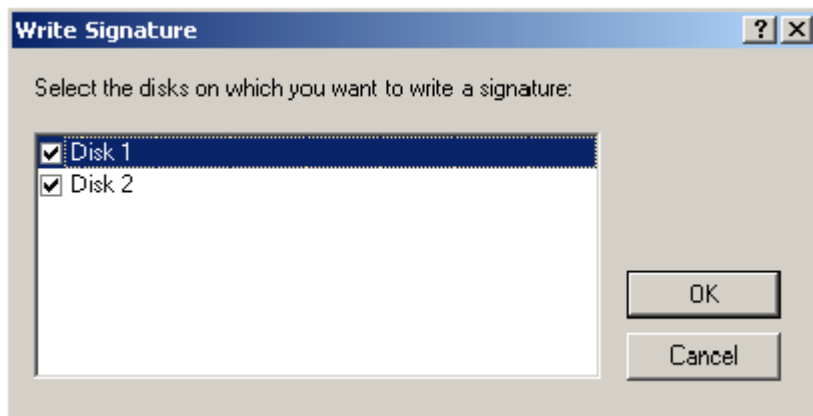 Write Signature
Select the disks on which you want to write a signature:
Disk 1
Disk 2
OK
Cancel